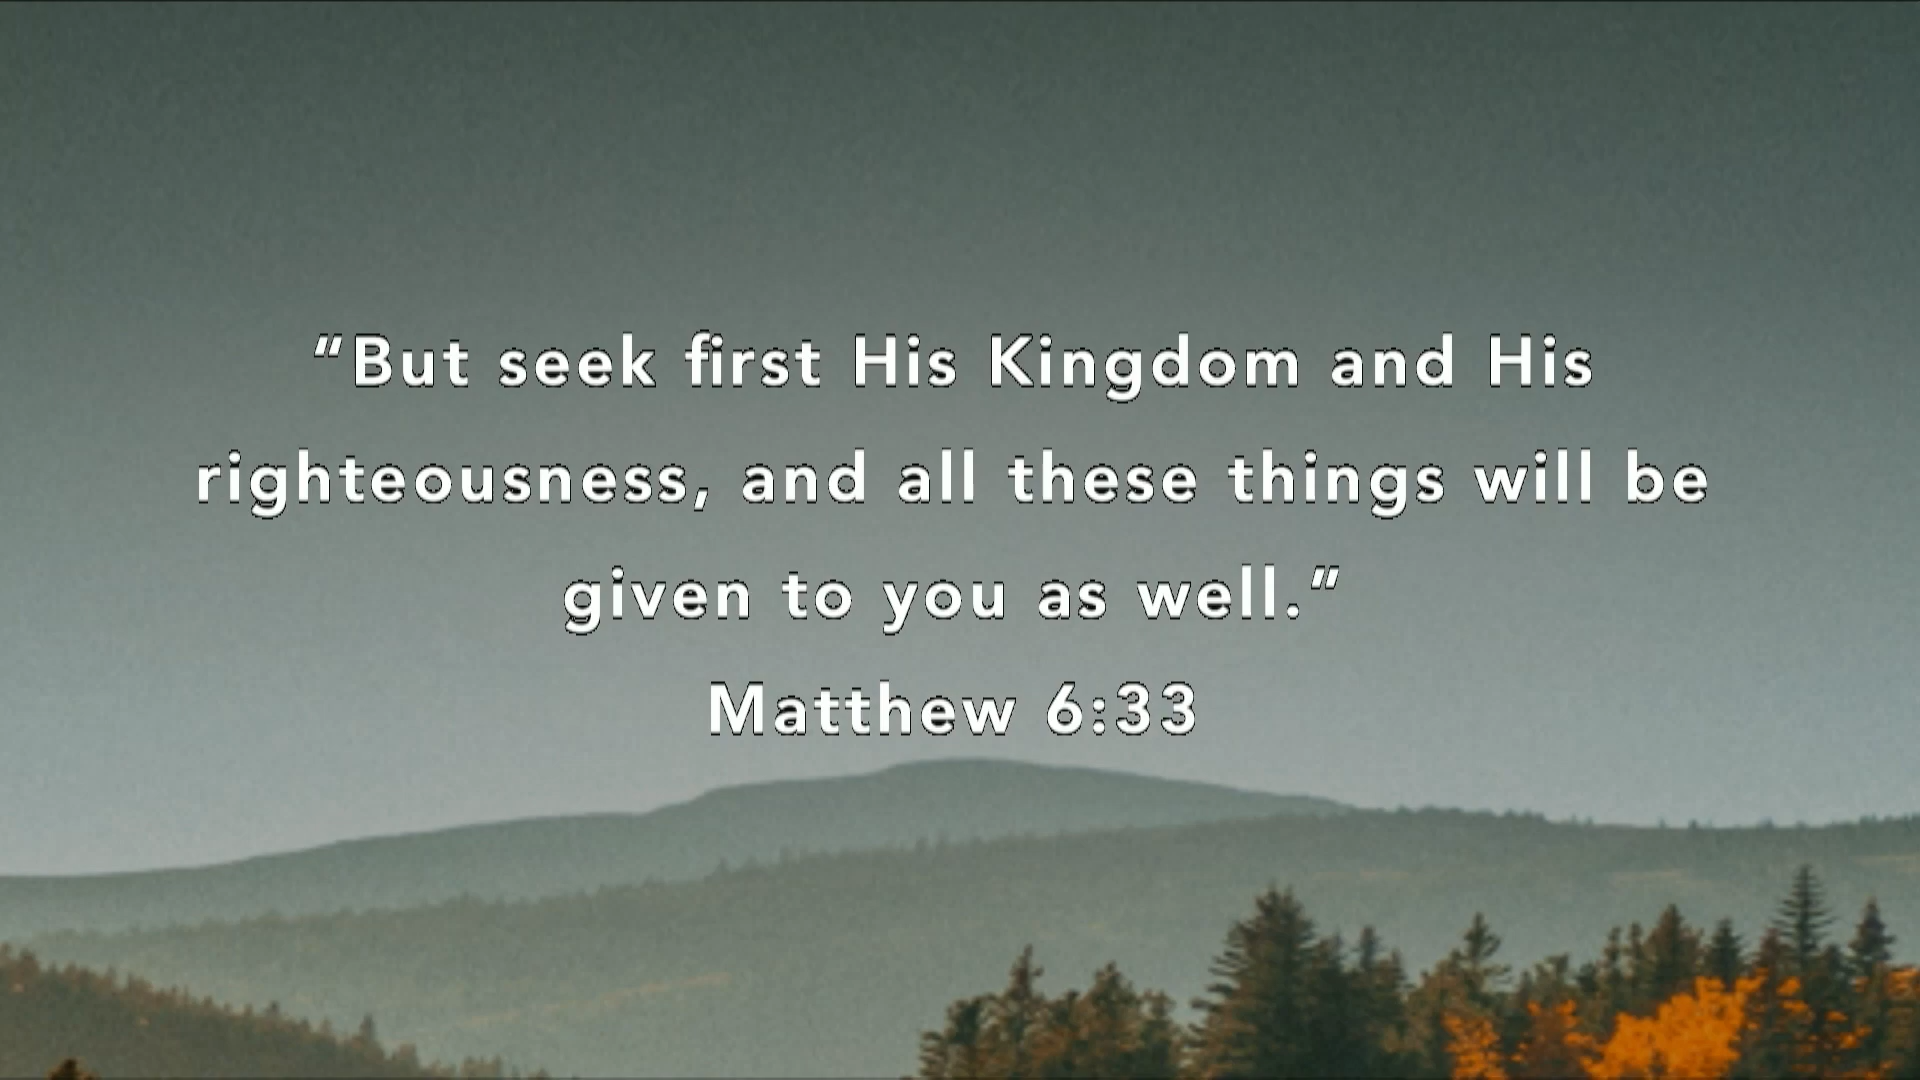 “But seek first His Kingdom and His
righteousness, and all these things will be
given to you as well.”
Matthew 6:33